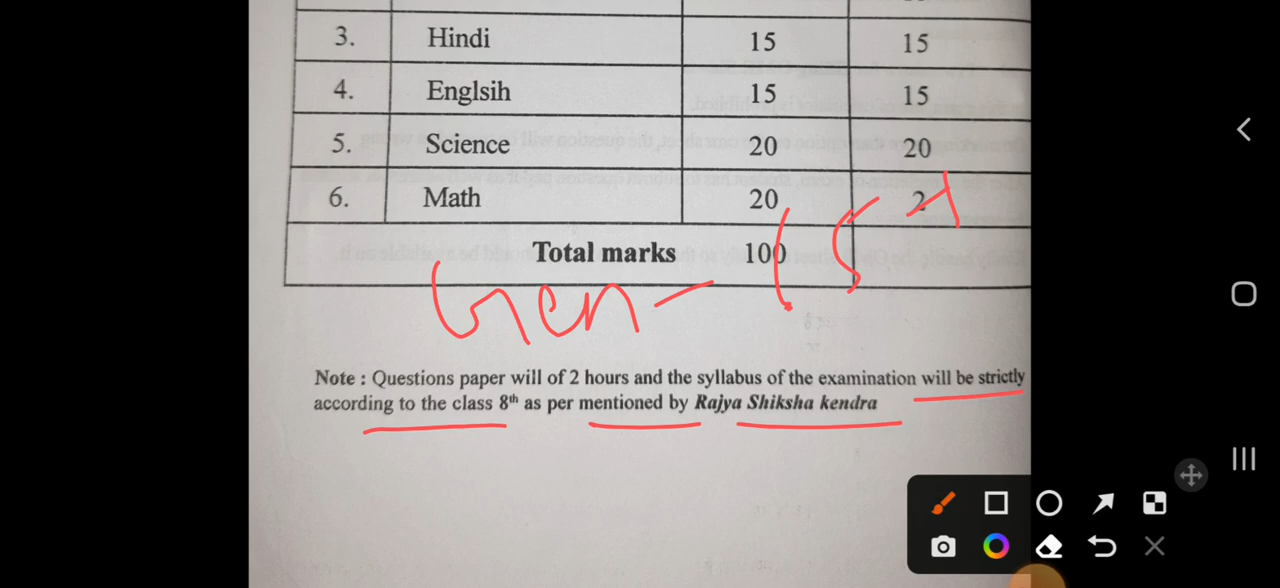 3. Hindi 15 15
4. Englsih 15 15
5. Science 20 20
6. Math 20 2
Total marks 100
Gen - (
Note : Questions paper will of 2 hours and the syllabus of the examination will be strictly
according to the class 8th as per mentioned by Rajya Shiksha kendra